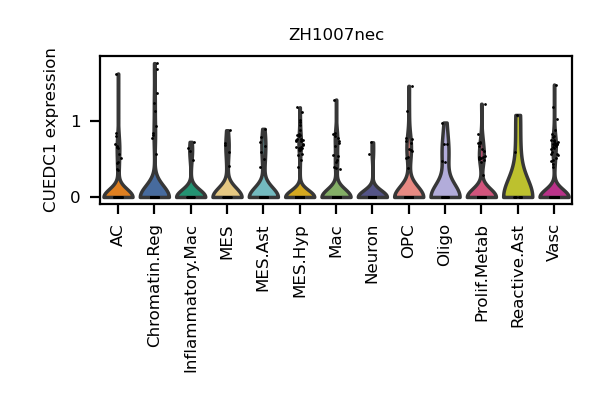 ZH1007nec
CUEDC1 expression
1
0
AC
Chromatin.Reg
Inflammatory.Mac
MES
MES.Ast
MES.Hyp
Mac
Neuron
OPC
Oligo
Prolif.Metab
Reactive.Ast
Vasc